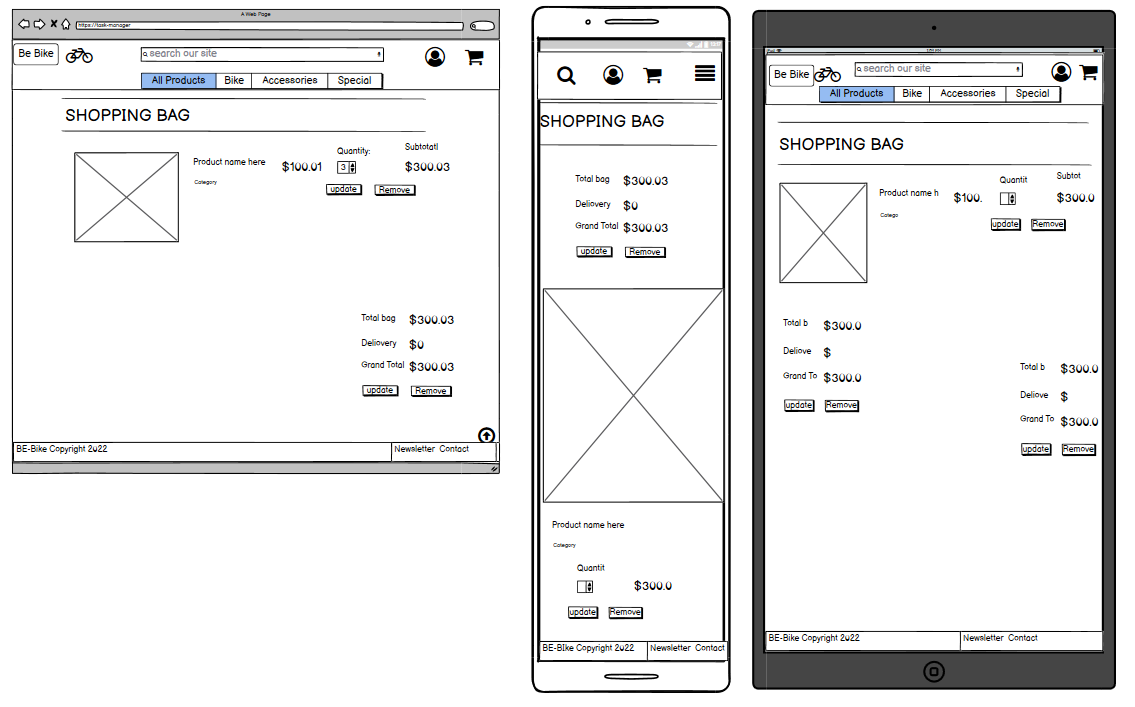 A Web Page
https://task-manager
Be Bike
search our site
All Products Bike Accessories Special
SHOPPING BAG
Quantity: Subtotatl
Product name here $100.01 3 $300.03
Category update Remove
Total bag $300.03
Deliovery $0
Grand Total $300.03
update Remove
BE-Bike Copyright 2022 Newsletter Contact
SHOPPING BAG
Total bag $300.03
Deliovery $0
Grand Total $300.03
update Remove
Product name here
Category
Quantit
$300.0
update Remove
BE-BIke Copyright 2022 Newsletter Contact
Be Bike
search our site
All Products Bike Accessories Special
SHOPPING BAG
Quantit Subtot
Product name h $100. $300.0
Catego
update Remove
Total b $300.0
Deliove $
Grand To $300.0
update Remove
Total b $300.0
Deliove $
Grand To $300.0
update Remove
BE-Bike Copyright 2022 Newsletter Contact